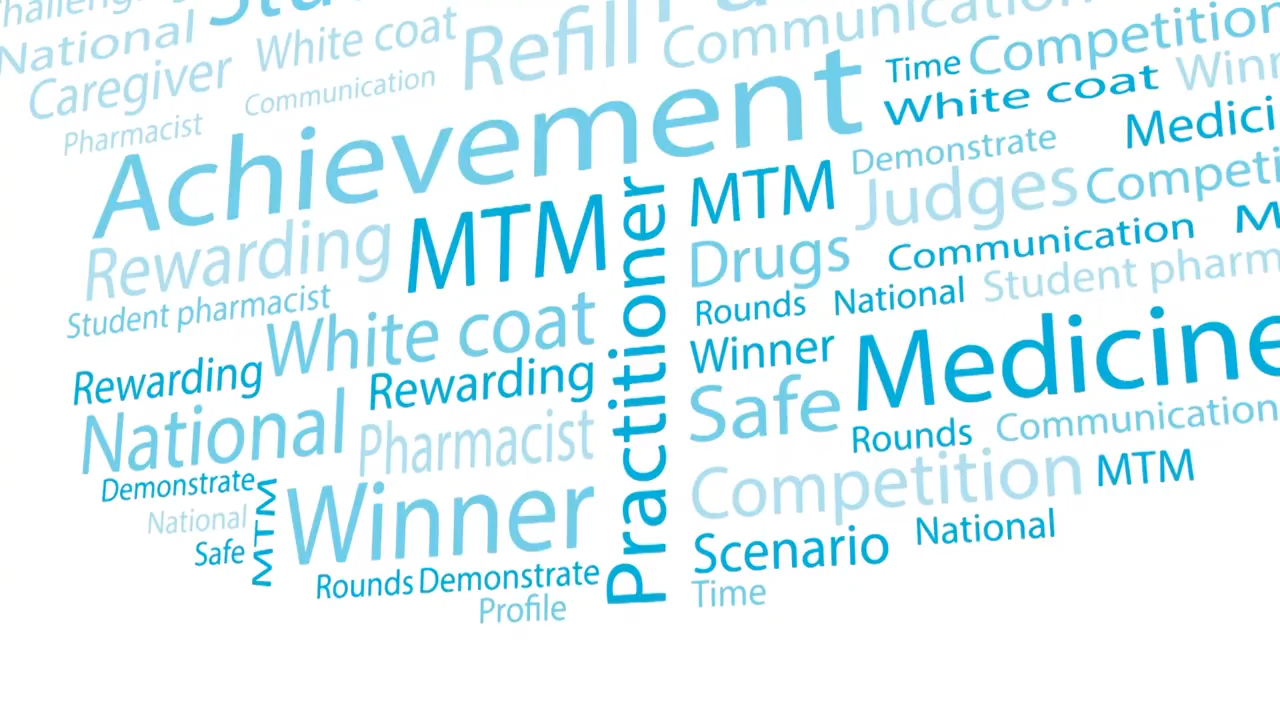 National
White coat
Refill
Communication
Caregiver
Communication
Time
Competition
Pharmacist
Achievement
White coat
Demonstrate
Rewarding
MTM
Practitioner
MTM
Judges
Student pharmacist
Drugs
Communication
White coat
Rounds
National
Student pharm
Rewarding
Rewarding
Winner
Medicine
National
Pharmacist
Safe
Rounds
Communication
Demonstrate
MTM
Winner
Competition
MTM
National
Safe
Scenario
National
Rounds
Demonstrate
Time
Profile